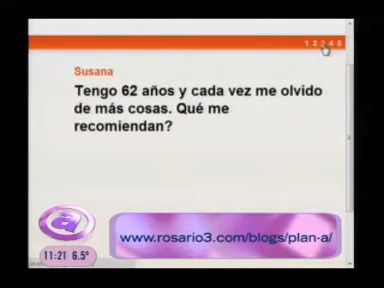 1 2 3 4 5
Susana
Tengo 62 años y cada vez me olvido
de más cosas. Qué me
recomiendan?
a
www.rosario3.com/blogs/plan-a/
11:21 6.5º